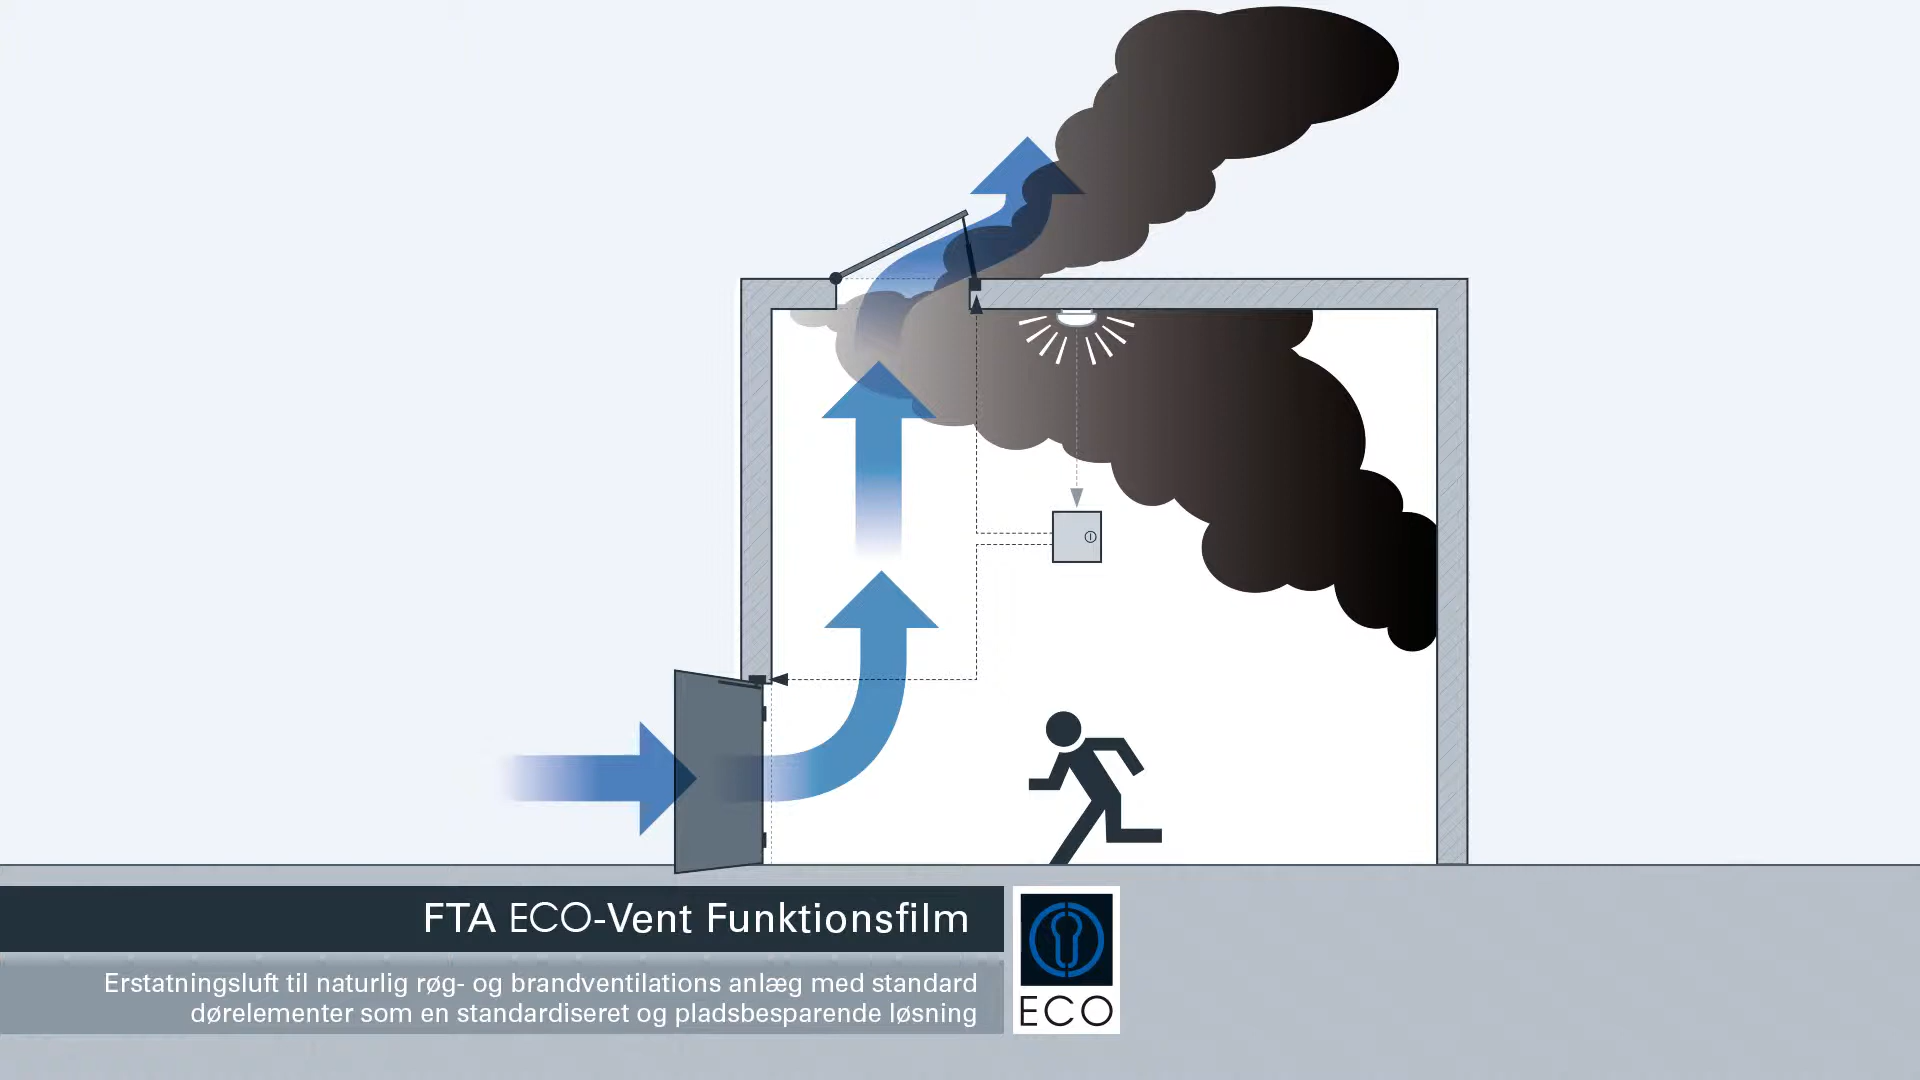 FTA ECO-Vent Funktionsfilm
Erstatningsluft til naturlig røg- og brandventilations anlæg med standard
dørelementer som en standardiseret og pladsbesparende løsning
ECO